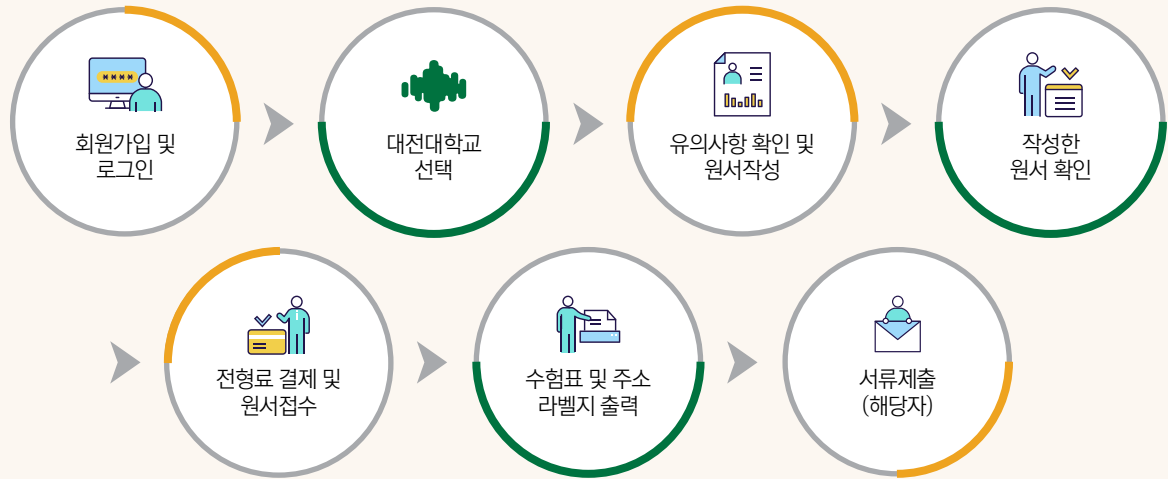 회원가입 및
로그인
대전대학교
선택
유의사항 확인 및
원서작성
작성한
원서 확인
전형료 결제 및
원서접수
수험표 및 주소
라벨지 출력
서류제출
(해당자)